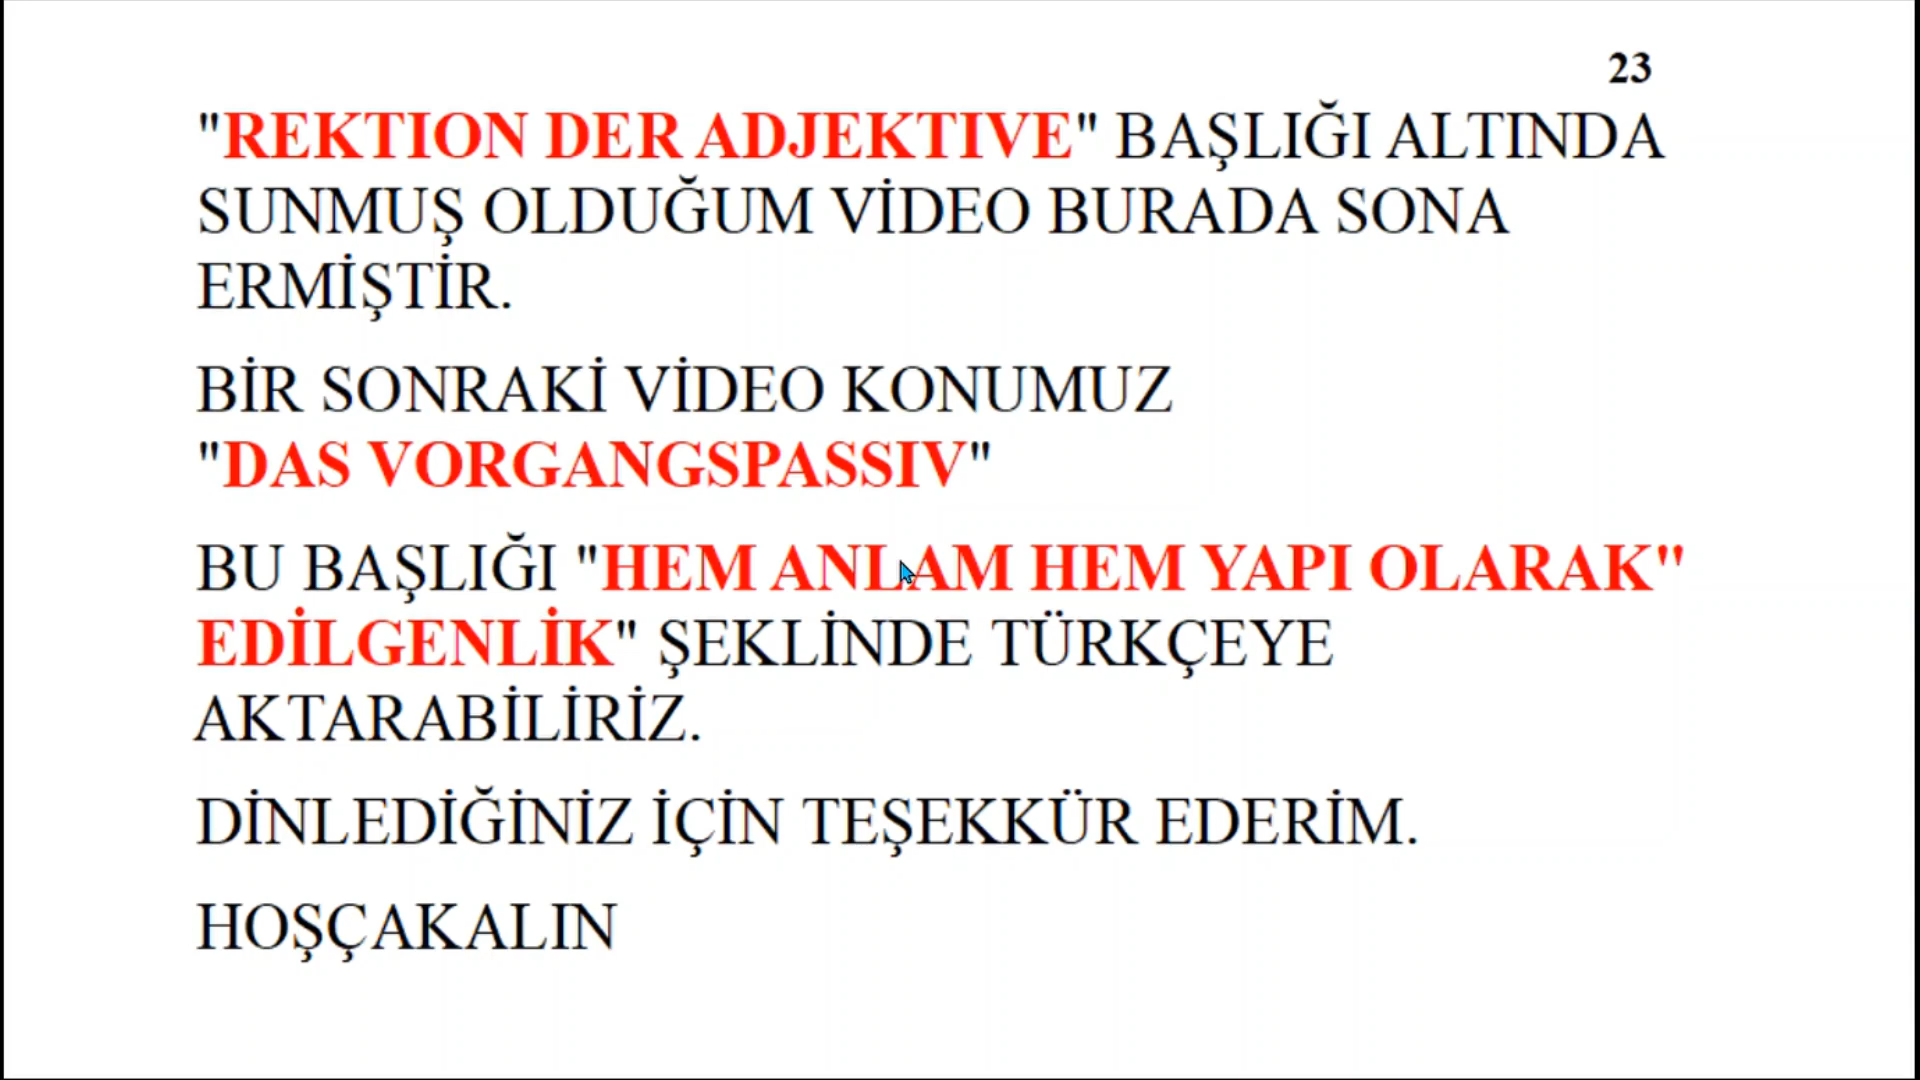 23
"REKTION DER ADJEKTIVE" BAŞLIĞI ALTINDA
SUNMUŞ OLDUĞUM VİDEO BURADA SONA
ERMİŞTİR.
BİR SONRAKİ VİDEO KONUMUZ
"DAS VORGANGSPASSIV"
BU BAŞLIĞI "HEM ANLAM HEM YAPI OLARAK"
EDİLGENLİK" ŞEKLİNDE TÜRKÇEYE
AKTARABİLİRİZ.
DİNLEDİĞİNİZ İÇİN TEŞEKKÜR EDERİM.
HOŞÇAKALIN